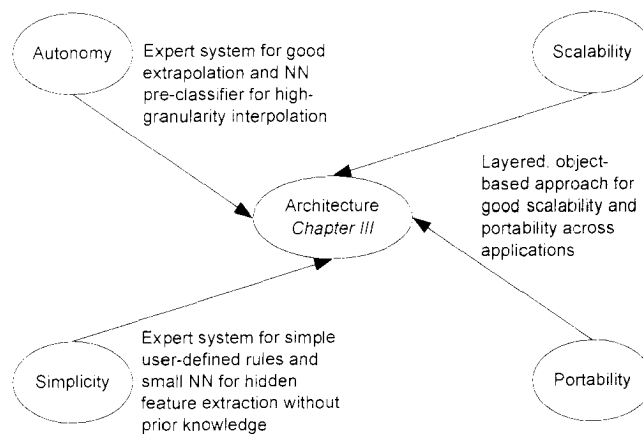 Autonomy
Expert system for good
extrapolation and NN
pre-classifier for high-
granularity interpolation
Scalability
Architecture
Chapter III
Layered, object-
based approach for
good scalability and
portability across
applications
Simplicity
Expert system for simple
user-defined rules and
small NN for hidden
feature extraction without
prior knowledge
Portability